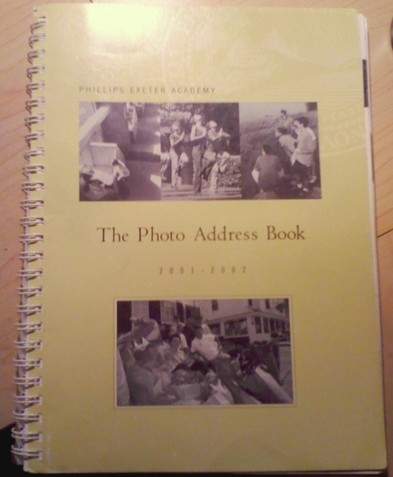 PHILLIPS EXETER ACADEMY
The Photo Address Book
2001-2002